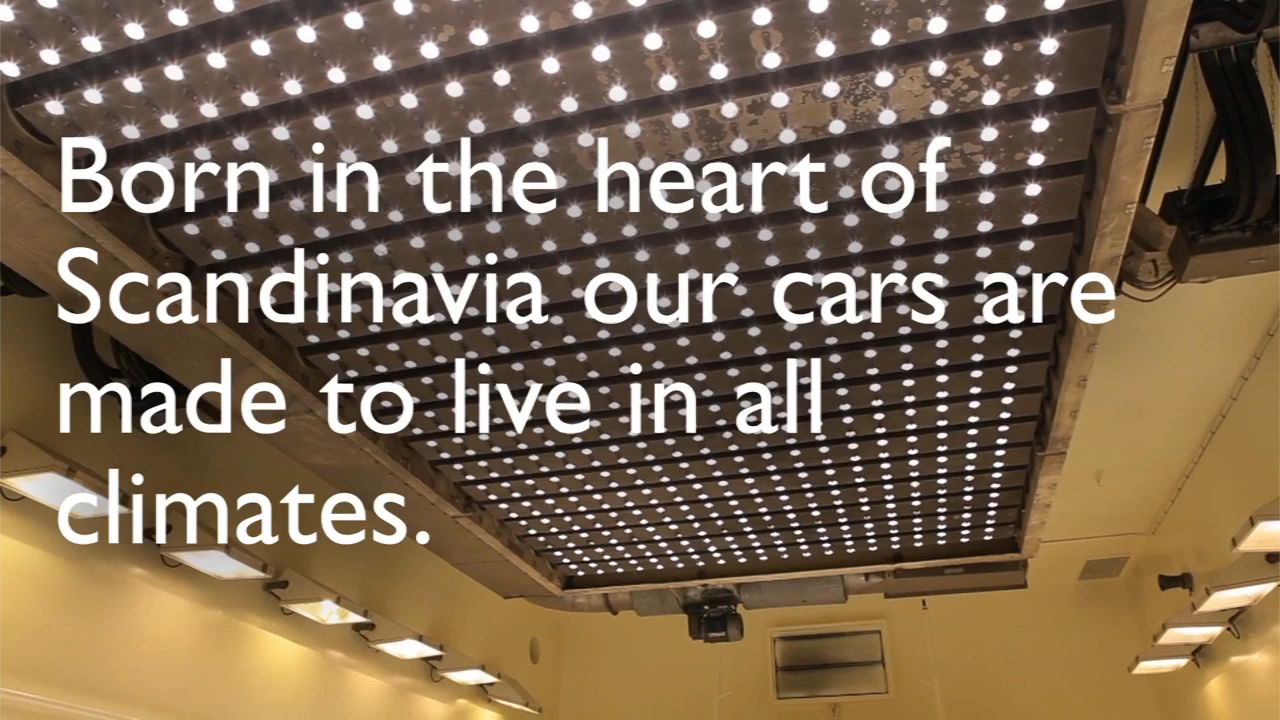 Born in the heart of
Scandinavia our cars are
made to live in all
climates.